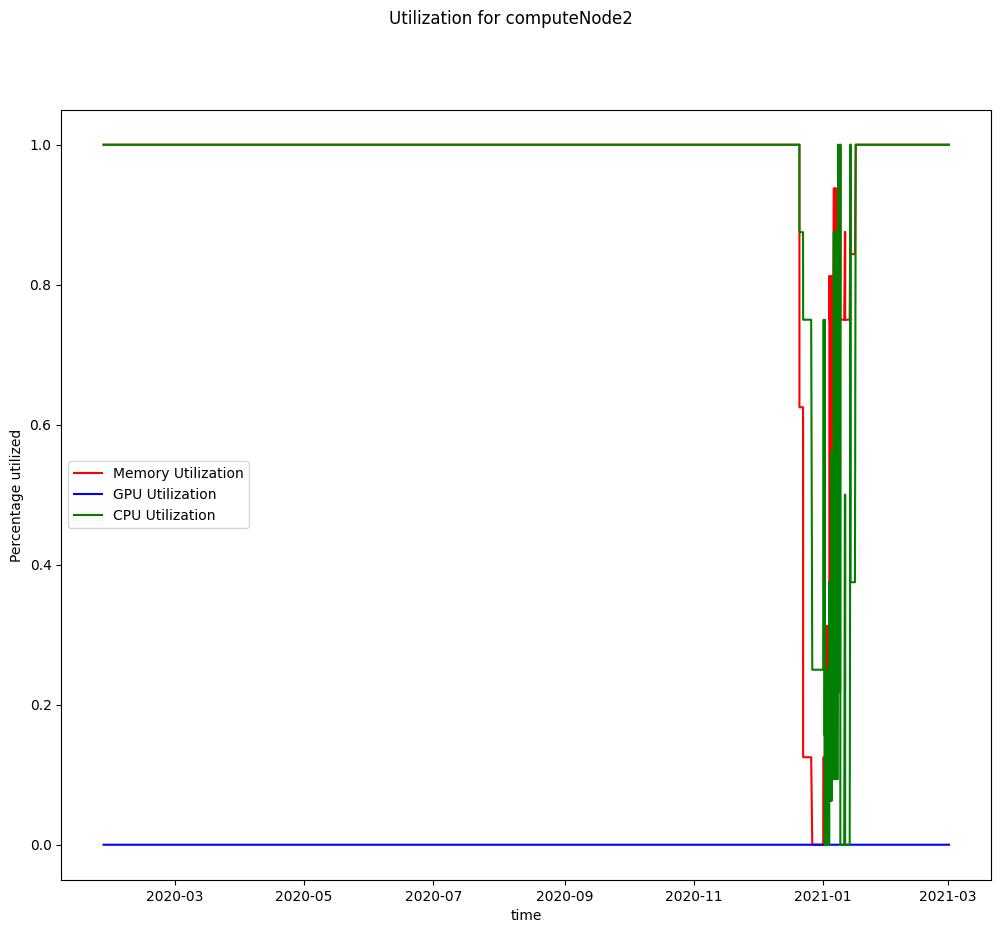 Utilization for computeNode2
1.0
0.8
0.6
0.4
0.2
0.0
Percentage utilized
Memory Utilization
GPU Utilization
CPU Utilization
2020-03 2020-05 2020-07 2020-09 2020-11 2021-01 2021-03
time